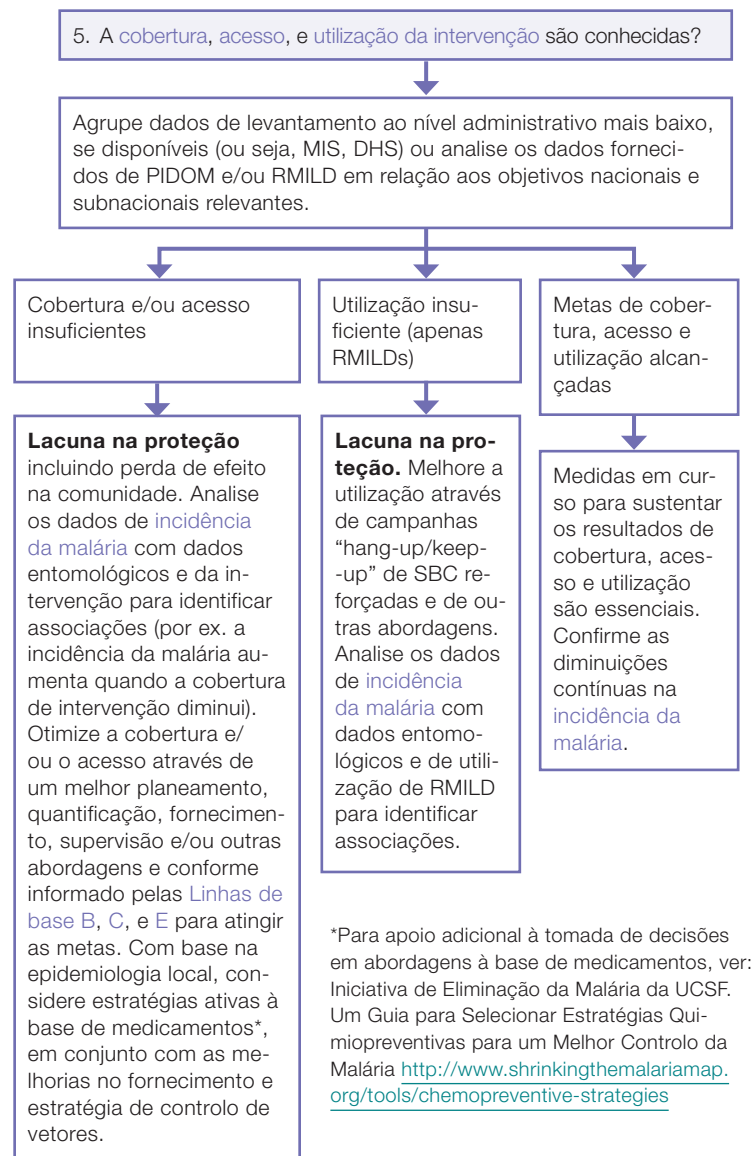 5. A cobertura, acesso, e utilização da intervenção são conhecidas?
Agrupe dados de levantamento ao nível administrativo mais baixo,
se disponíveis (ou seja, MIS, DHS) ou analise os dados forneci-
dos de PIDOM e/ou RMILD em relação aos objetivos nacionais e
subnacionais relevantes.
Cobertura e/ou acesso
insuficientes
Utilização insu-
ficiente (apenas
RMILDs)
Metas de cober-
tura, acesso e
utilização alcan-
çadas
Lacuna na proteção
incluindo perda de efeito
na comunidade. Analise
os dados de incidência
da malária com dados
entomológicos e da in-
tervenção para identificar
associações (por ex. a
incidência da malária au-
menta quando a cobertura
de intervenção diminui).
Otimize a cobertura e/
ou o acesso através de
um melhor planeamento,
quantificação, fornecimen-
to, supervisão e/ou outras
abordagens e conforme
informado pelas Linhas de
base B, C, e E para atingir
as metas. Com base na
epidemiologia local, con-
sidere estratégias ativas à
base de medicamentos*,
em conjunto com as me-
lhorias no fornecimento e
estratégia de controlo de
vetores.
Lacuna na pro-
teção. Melhore a
utilização através
de campanhas
“hang-up/keep-
-up” de SBC re-
forçadas e de ou-
tras abordagens.
Analise os dados
de incidência
da malária com
dados entomo-
lógicos e de utili-
zação de RMILD
para identificar
associações.
Medidas em cur-
so para sustentar
os resultados de
cobertura, aces-
so e utilização
são essenciais.
Confirme as
diminuições
contínuas na
incidência da
malária.
*Para apoio adicional à tomada de decisões
em abordagens à base de medicamentos, ver:
Iniciativa de Eliminação da Malária da UCSF.
Um Guia para Selecionar Estratégias Qui-
miopreventivas para um Melhor Controlo da
Malária http://www.shrinkingthemalariamap.
org/tools/chemopreventive-strategies